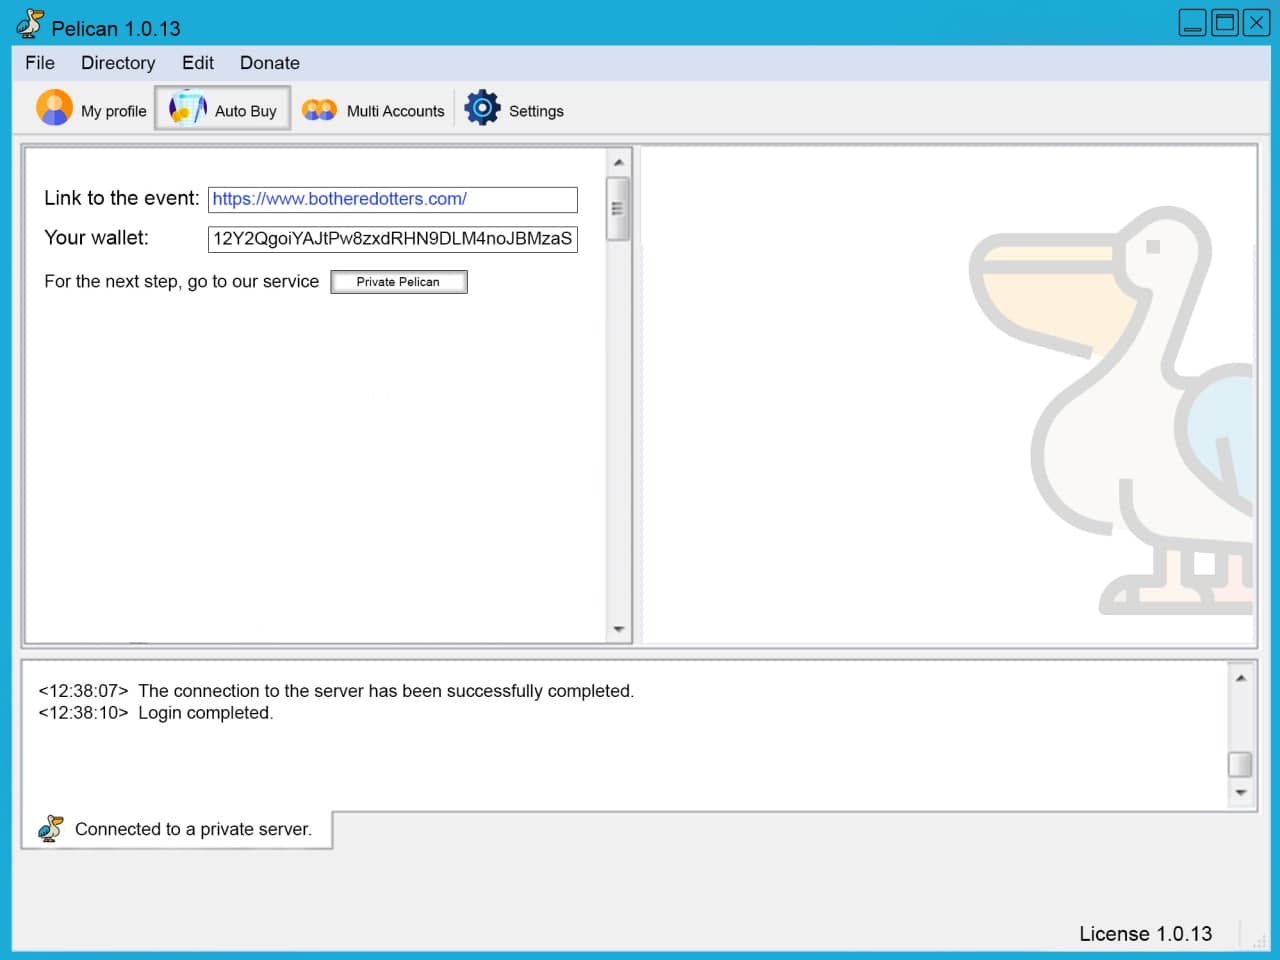 Pelican 1.0.13
File Directory Edit Donate
My profile Auto Buy Multi Accounts Settings
Link to the event: https://www.botheredotters.com/
Your wallet: 12Y2QgoiYAJtPw8zxdRHN9DLM4noJBMzaS
For the next step, go to our service Private Pelican
<12:38:07> The connection to the server has been successfully completed.
<12:38:10> Login completed.
Connected to a private server.
License 1.0.13